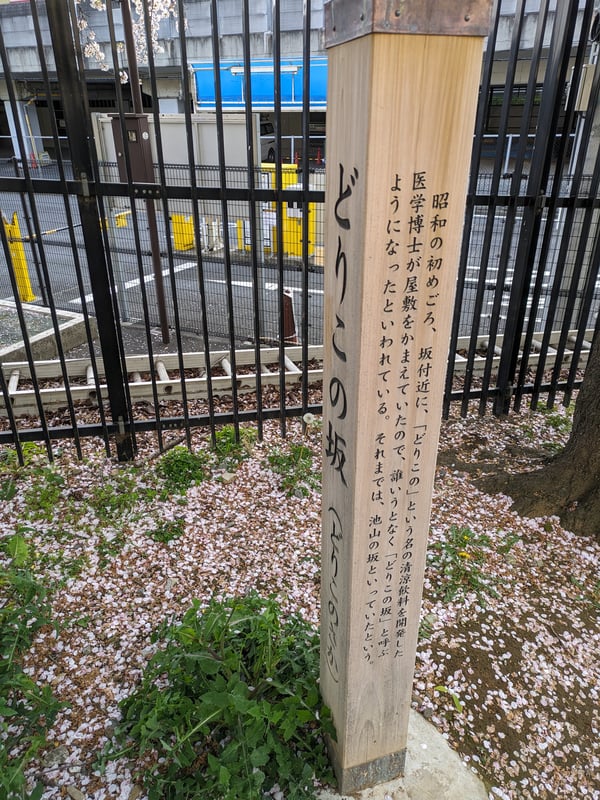 どりこの坂（どりこのさか）
昭和の初めごろ、坂付近に、「どりこの」という名の清涼飲料を開発した
医学博士が屋敷をかまえていたので、誰いうとなく「どりこの坂」と呼ぶ
ようになったといわれている。それまでは、池山の坂といっていたという。